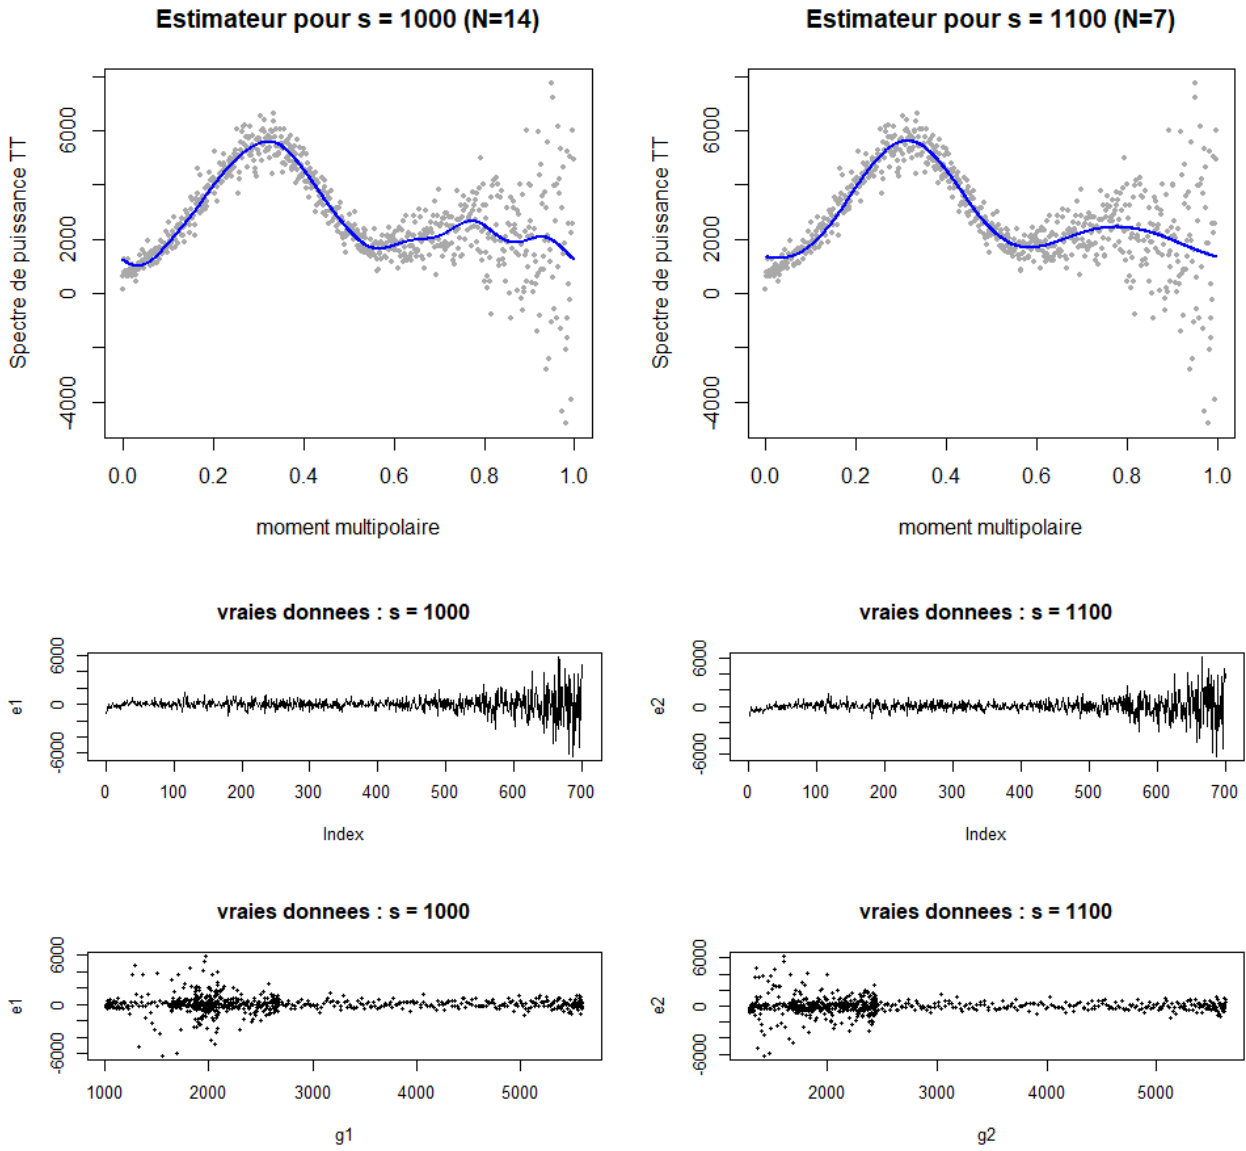 Estimateur pour s = 1000 (N=14)
Spectre de puissance TT
6000
2000
0
-4000
0.0 0.2 0.4 0.6 0.8 1.0
moment multipolaire
Estimateur pour s = 1100 (N=7)
Spectre de puissance TT
6000
2000
0
-4000
0.0 0.2 0.4 0.6 0.8 1.0
moment multipolaire
vraies donnees : s = 1000
e1
6000
0
-6000
0 100 200 300 400 500 600 700
Index
vraies donnees : s = 1100
e2
6000
0
-6000
0 100 200 300 400 500 600 700
Index
vraies donnees : s = 1000
e1
6000
0
-6000
1000 2000 3000 4000 5000
g1
vraies donnees : s = 1100
e2
6000
0
-6000
2000 3000 4000 5000
g2